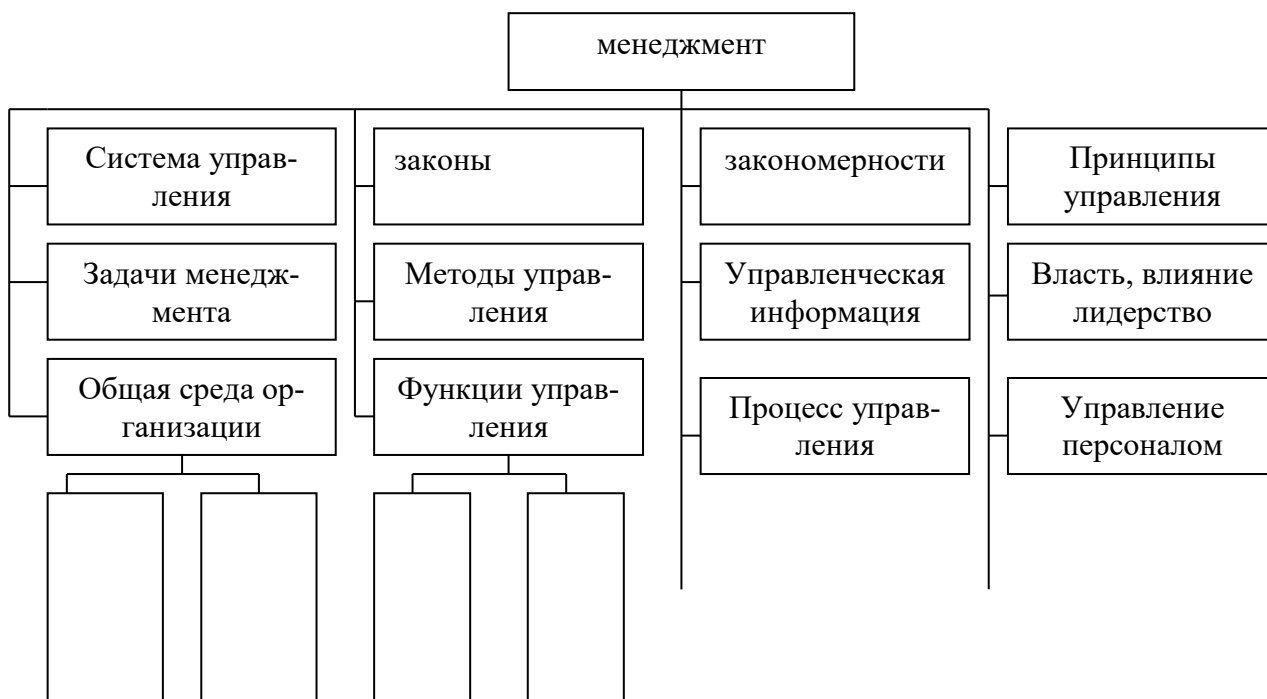 менеджмент
Система управ-
ления
законы
закономерности
Принципы
управления
Задачи менедж-
мента
Методы управ-
ления
Управленческая
информация
Власть, влияние
лидерство
Общая среда ор-
ганизации
Функции управ-
ления
Процесс управ-
ления
Управление
персоналом